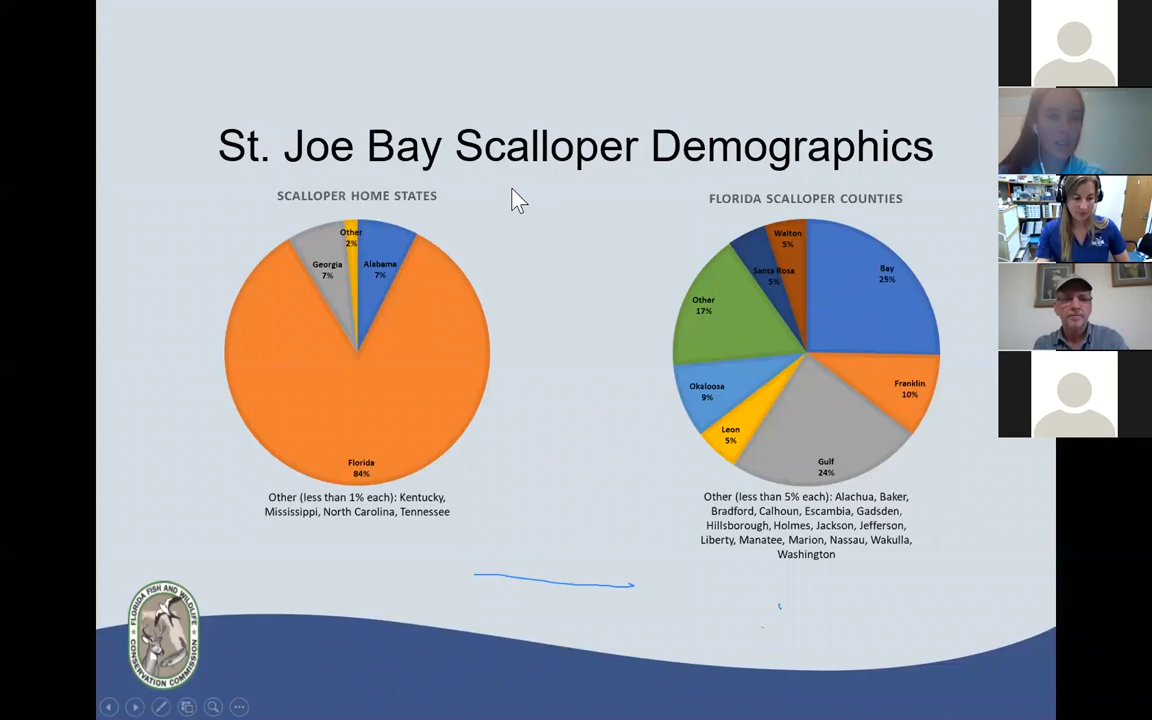 St. Joe Bay Scalloper Demographics
SCALLOPER HOME STATES
Other
2%
Alabama
7%
Georgia
7%
Florida
84%
Other (less than 1% each): Kentucky,
Mississippi, North Carolina, Tennessee
FLORIDA SCALLOPER COUNTIES
Walton
5%
Bay
25%
Santa Rosa
5%
Other
17%
Franklin
10%
Okaloosa
9%
Leon
5%
Gulf
24%
Other (less than 5% each): Alachua, Baker,
Bradford, Calhoun, Escambia, Gadsden,
Hillsborough, Holmes, Jackson, Jefferson,
Liberty, Manatee, Marion, Nassau, Wakulla,
Washington
FLORIDA FISH AND WILDLIFE
CONSERVATION COMMISSION